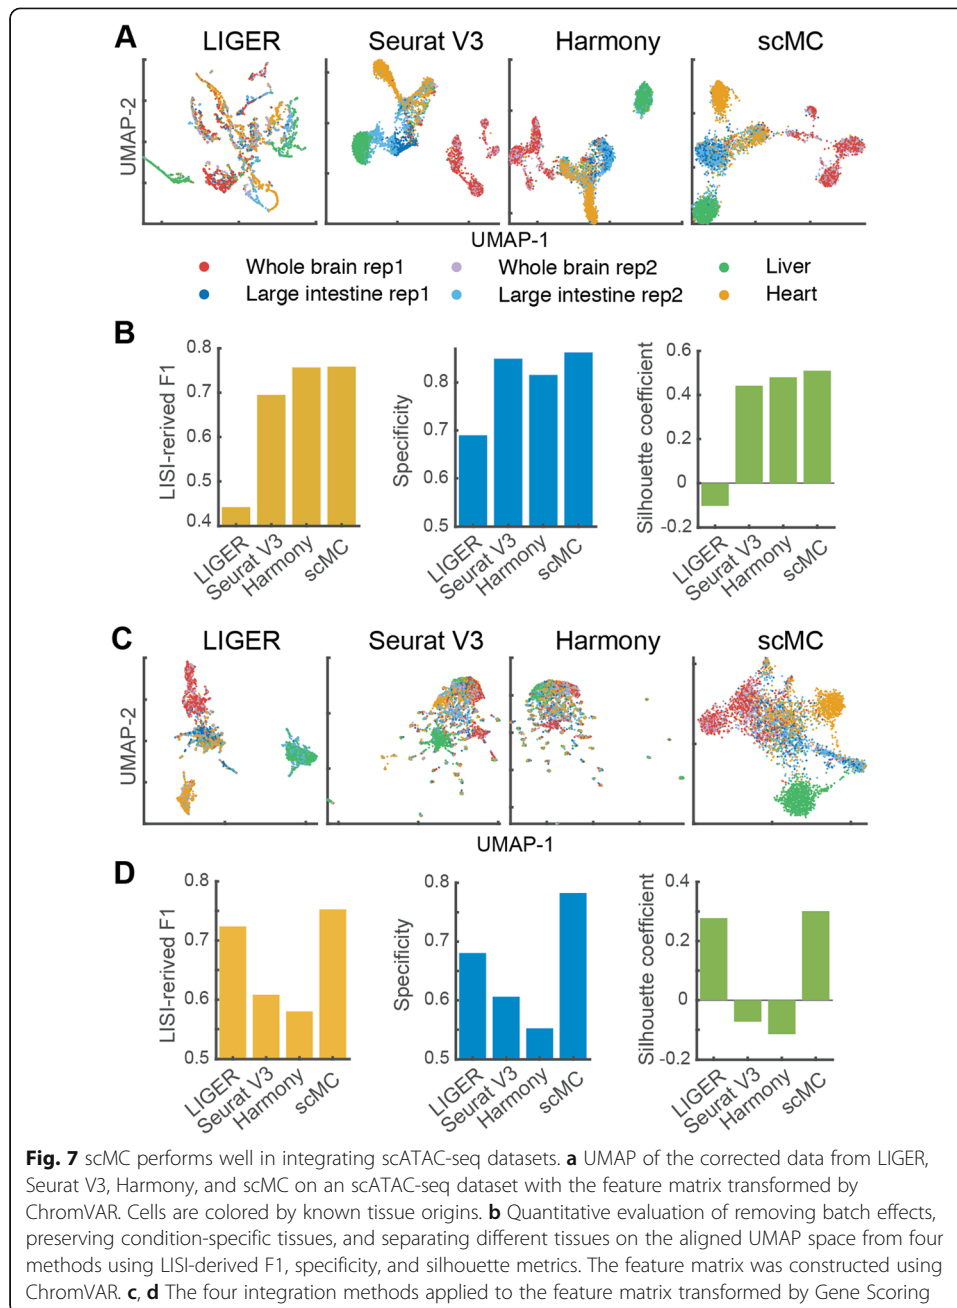 A
LIGER
Seurat V3
Harmony
scMC
UMAP-2
UMAP-1
Whole brain rep1
Whole brain rep2
Liver
Large intestine rep1
Large intestine rep2
Heart
B
LISI-rerived F1
0.8
0.7
0.6
0.5
0.4
LIGER
Seurat V3
Harmony
scMC
Specificity
0.8
0.7
0.6
0.5
LIGER
Seurat V3
Harmony
scMC
Silhouette coefficient
0.6
0.4
0.2
0
-0.2
LIGER
Seurat V3
Harmony
scMC
C
LIGER
Seurat V3
Harmony
scMC
UMAP-2
UMAP-1
D
LISI-rerived F1
0.8
0.7
0.6
0.5
LIGER
Seurat V3
Harmony
scMC
Specificity
0.8
0.7
0.6
0.5
LIGER
Seurat V3
Harmony
scMC
Silhouette coefficient
0.4
0.2
0
-0.2
LIGER
Seurat V3
Harmony
scMC
Fig. 7 scMC performs well in integrating scATAC-seq datasets. a UMAP of the corrected data from LIGER,
Seurat V3, Harmony, and scMC on an scATAC-seq dataset with the feature matrix transformed by
ChromVAR. Cells are colored by known tissue origins. b Quantitative evaluation of removing batch effects,
preserving condition-specific tissues, and separating different tissues on the aligned UMAP space from four
methods using LISI-derived F1, specificity, and silhouette metrics. The feature matrix was constructed using
ChromVAR. c, d The four integration methods applied to the feature matrix transformed by Gene Scoring